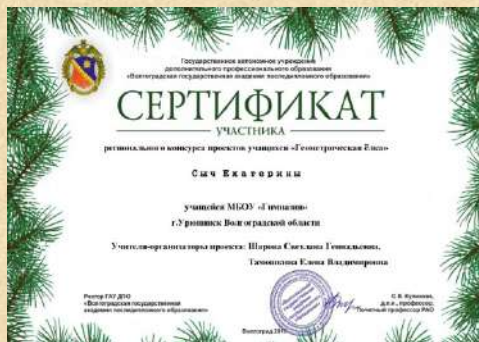 Государственное автономное учреждение
дополнительного профессионального образования
«Волгоградская государственная академия последипломного образования»
СЕРТИФИКАТ
УЧАСТНИКА
регионального конкурса проектов учащихся «Геометрическая Ёлка»
Сыч Екатерины
учащейся МБОУ «Гимназия»
г.Урюпинск Волгоградской области
Учителя-организаторы проекта: Шарова Светлана Геннадьевна,
Елена Владимировна
Ректор ГАУ ДПО
«Волгоградская государственная
академия последипломного образования»
С. В. Куликова,
д.п.н., профессор,
Почетный профессор РАО
Волгоград